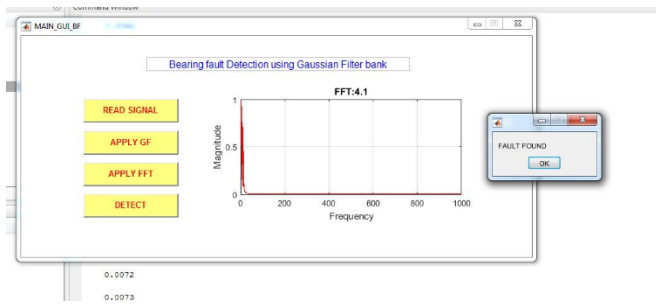 Command Window
MAIN_GUI_BF
Bearing fault Detection using Gaussian Filter bank
READ SIGNAL
APPLY GF
APPLY FFT
DETECT
FFT:4.1
Magnitude
1
0.5
0
0 200 400 600 800 1000
Frequency
FAULT FOUND
OK
0.0072
0.0073